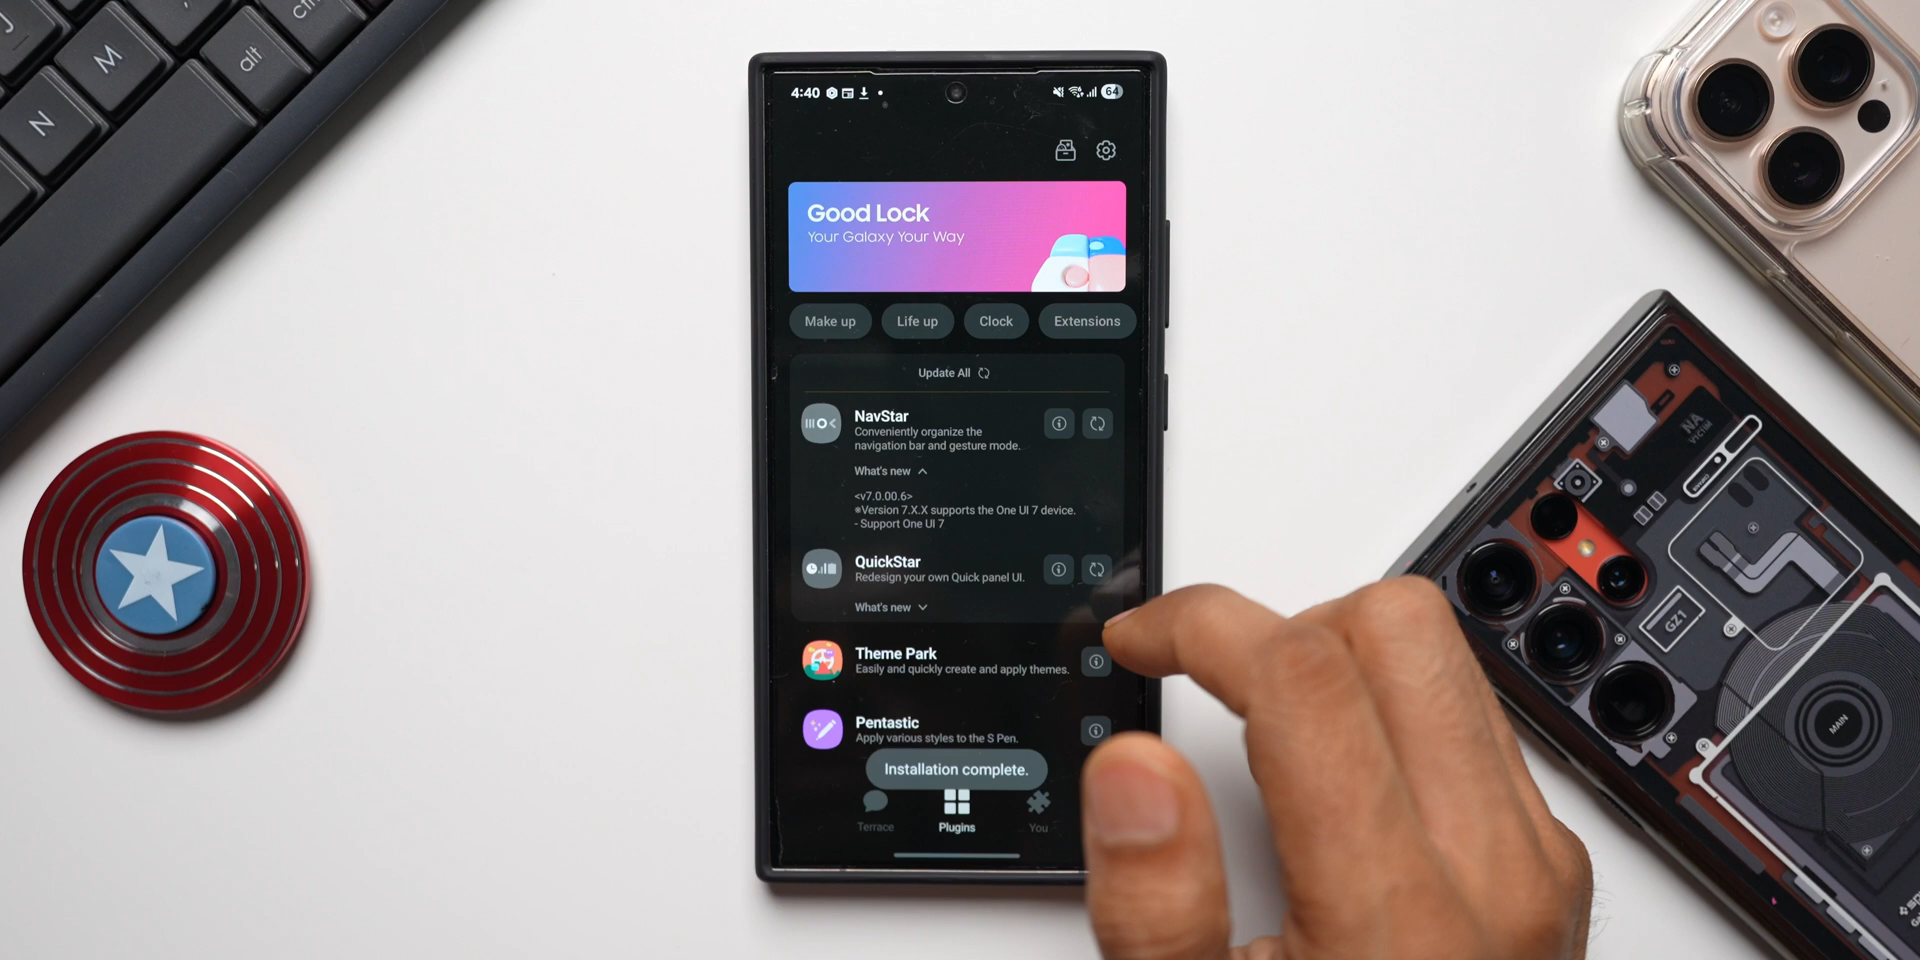 J
M
N
alt
ctrl
4:40
64
Good Lock
Your Galaxy Your Way
Make up
Life up
Clock
Extensions
Update All
NavStar
Conveniently organize the
navigation bar and gesture mode.
What's new
<v7.0.00.6>
※Version 7.X.X supports the One UI 7 device.
- Support One UI 7
QuickStar
Redesign your own Quick panel UI.
What's new
Theme Park
Easily and quickly create and apply themes.
Pentastic
Apply various styles to the S Pen.
Installation complete.
Terrace
Plugins
You
GZ1
MAIN